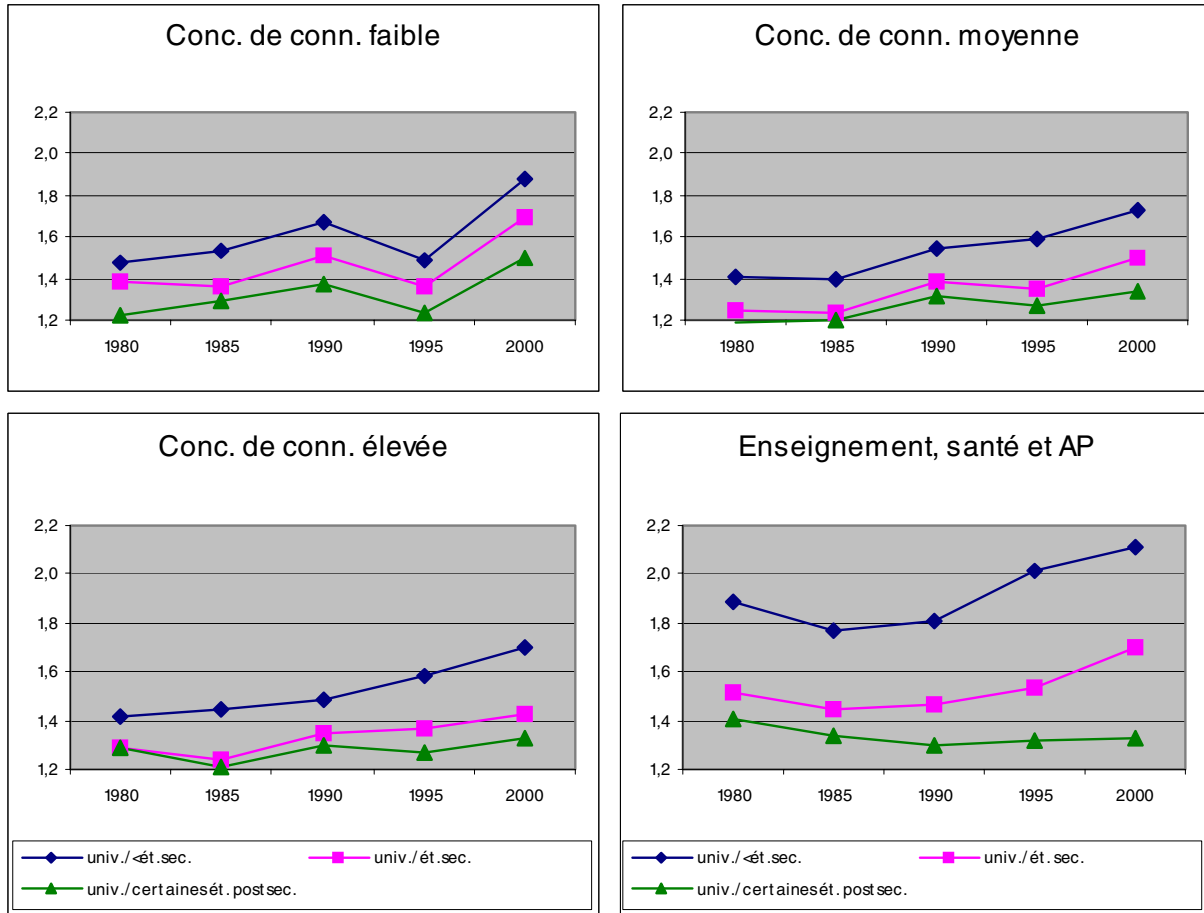 Conc. de conn. faible
2,2
2,0
1,8
1,6
1,4
1,2
1980 1985 1990 1995 2000
Conc. de conn. moyenne
2,2
2,0
1,8
1,6
1,4
1,2
1980 1985 1990 1995 2000
Conc. de conn. élevée
2,2
2,0
1,8
1,6
1,4
1,2
1980 1985 1990 1995 2000
univ./<ét.sec. univ./ét.sec.
univ./certaines ét. postsec.
Enseignement, santé et AP
2,2
2,0
1,8
1,6
1,4
1,2
1980 1985 1990 1995 2000
univ./<ét.sec. univ./ét.sec.
univ./certaines ét. postsec.